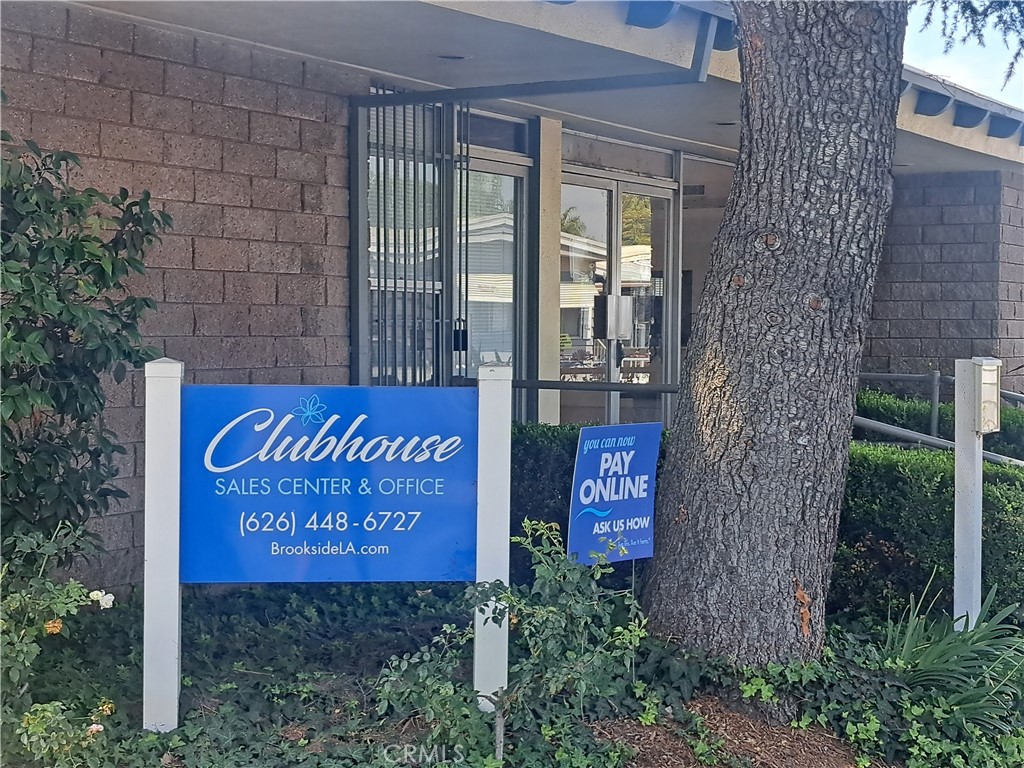 Clubhouse
SALES CENTER & OFFICE
(626) 448-6727
BrooksideLA.com
you can now
PAY
ONLINE
ASK US HOW
CRMLS